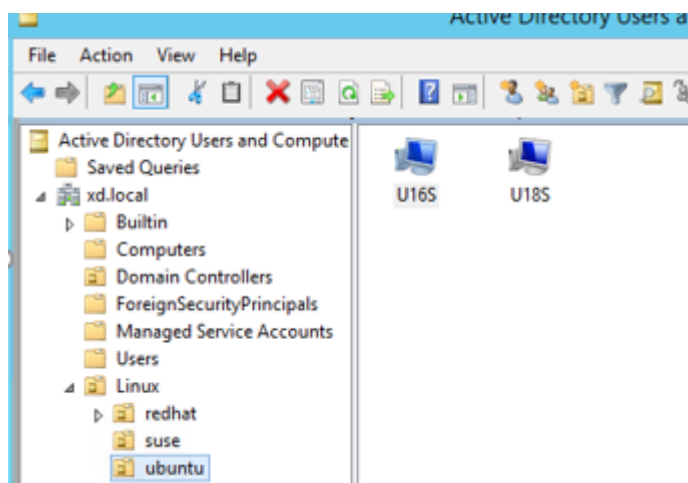 Active Directory Users a
File Action View Help
Active Directory Users and Compute
Saved Queries
xd.local
Builtin
Computers
Domain Controllers
ForeignSecurityPrincipals
Managed Service Accounts
Users
Linux
redhat
suse
ubuntu
U16S U18S